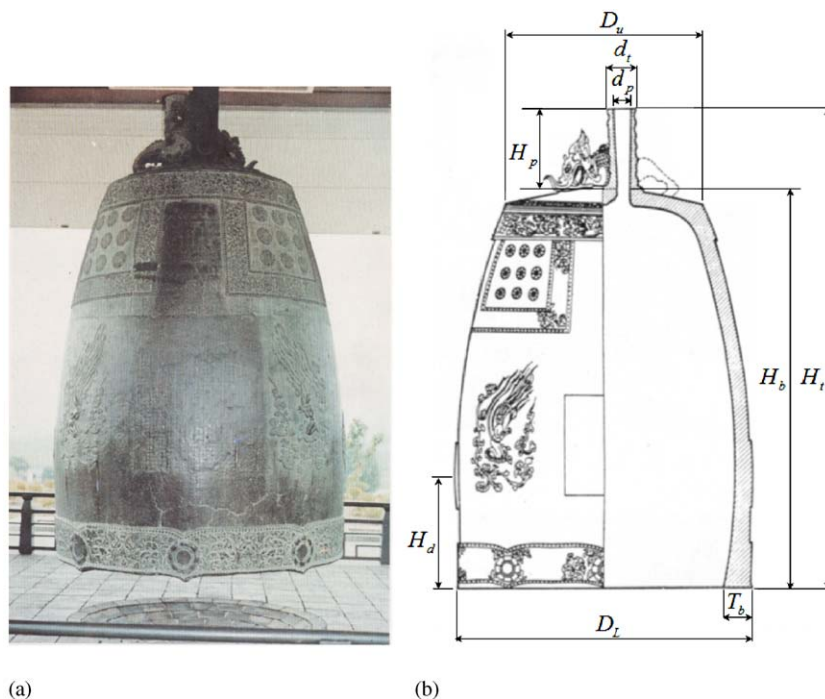 D_u
d_t
d_p
H_p
H_b
H_t
H_d
T_b
D_L
(a)
(b)